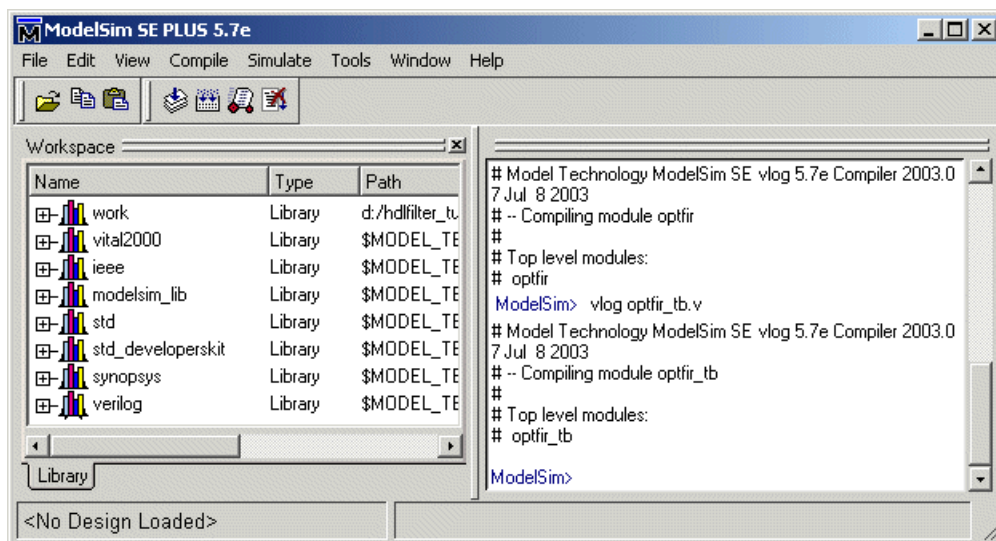 ModelSim SE PLUS 5.7e
File Edit View Compile Simulate Tools Window Help
Workspace
Name Type Path
work Library d:/hdlfilter_tu
vital2000 Library $MODEL_TE
ieee Library $MODEL_TE
modelsim_lib Library $MODEL_TE
std Library $MODEL_TE
std_developerskit Library $MODEL_TE
synopsys Library $MODEL_TE
verilog Library $MODEL_TE
Library
# Model Technology ModelSim SE vlog 5.7e Compiler 2003.0
7 Jul 8 2003
# -- Compiling module optfir
#
# Top level modules:
# optfir
ModelSim> vlog optfir_tb.v
# Model Technology ModelSim SE vlog 5.7e Compiler 2003.0
7 Jul 8 2003
# -- Compiling module optfir_tb
#
# Top level modules:
# optfir_tb
ModelSim>
<No Design Loaded>